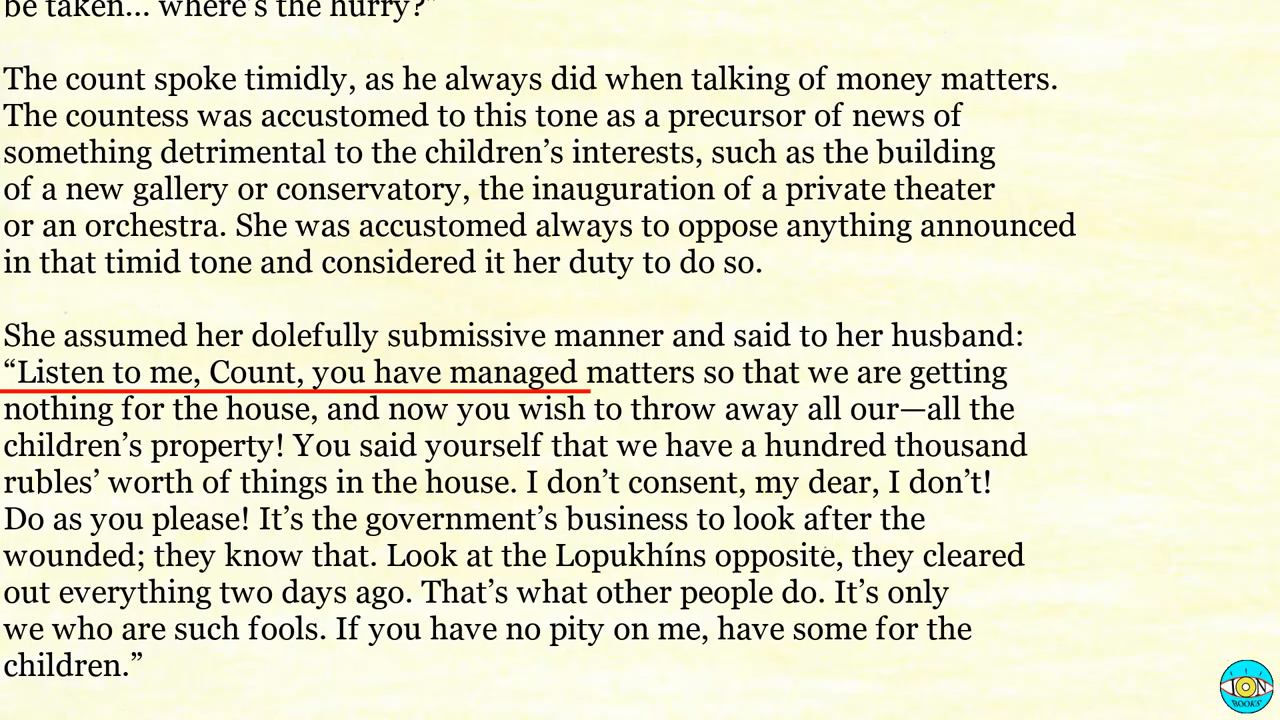 be taken... where’s the hurry?”
The count spoke timidly, as he always did when talking of money matters.
The countess was accustomed to this tone as a precursor of news of
something detrimental to the children’s interests, such as the building
of a new gallery or conservatory, the inauguration of a private theater
or an orchestra. She was accustomed always to oppose anything announced
in that timid tone and considered it her duty to do so.
She assumed her dolefully submissive manner and said to her husband:
“Listen to me, Count, you have managed matters so that we are getting
nothing for the house, and now you wish to throw away all our—all the
children’s property! You said yourself that we have a hundred thousand
rubles’ worth of things in the house. I don’t consent, my dear, I don’t!
Do as you please! It’s the government’s business to look after the
wounded; they know that. Look at the Lopukhíns opposite, they cleared
out everything two days ago. That’s what other people do. It’s only
we who are such fools. If you have no pity on me, have some for the
children.”
ION
BOOKS